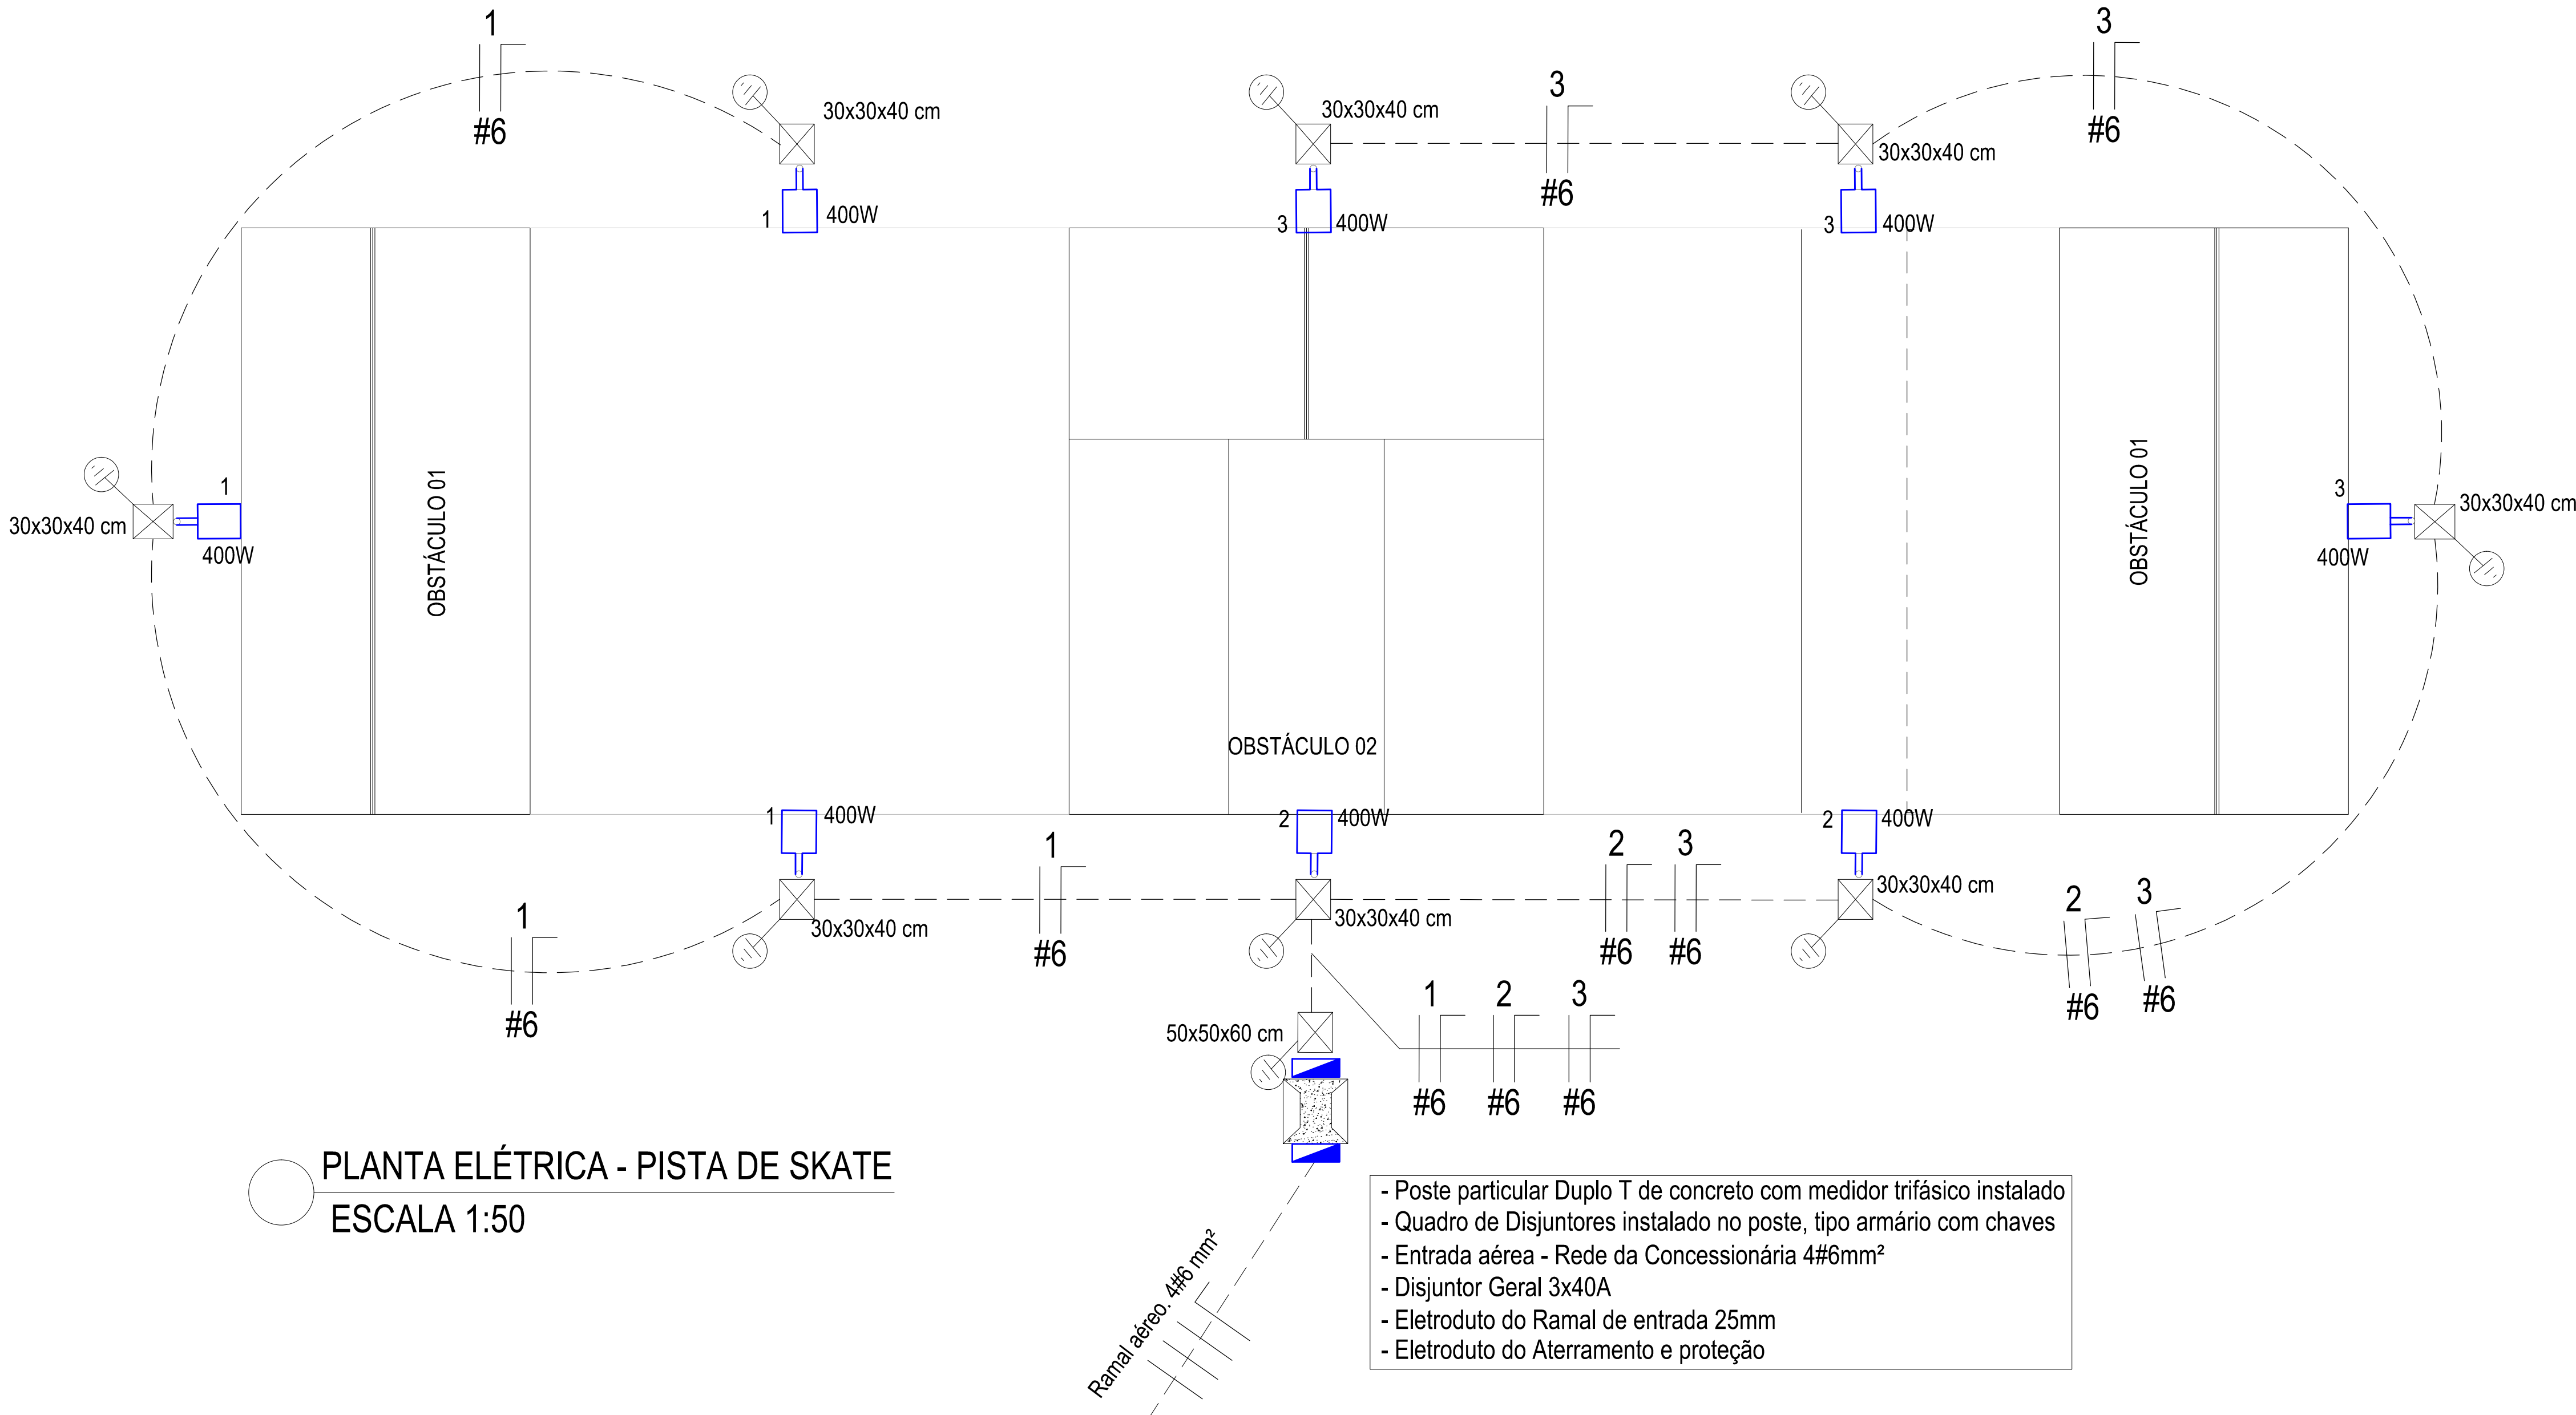 1
3
3
#6
#6
#6
30x30x40 cm
30x30x40 cm
30x30x40 cm
1
400W
3
400W
3
400W
1
30x30x40 cm
400W
OBSTÁCULO 01
OBSTÁCULO 01
3
30x30x40 cm
400W
OBSTÁCULO 02
1
400W
2
400W
2
400W
1
#6
30x30x40 cm
1
#6
30x30x40 cm
2
3
#6
#6
30x30x40 cm
2
3
#6
#6
50x50x60 cm
1
2
3
#6
#6
#6
PLANTA ELÉTRICA - PISTA DE SKATE
ESCALA 1:50
Ramal aéreo. 4#6 mm²
- Poste particular Duplo T de concreto com medidor trifásico instalado
- Quadro de Disjuntores instalado no poste, tipo armário com chaves
- Entrada aérea - Rede da Concessionária 4#6mm²
- Disjuntor Geral 3x40A
- Eletroduto do Ramal de entrada 25mm
- Eletroduto do Aterramento e proteção